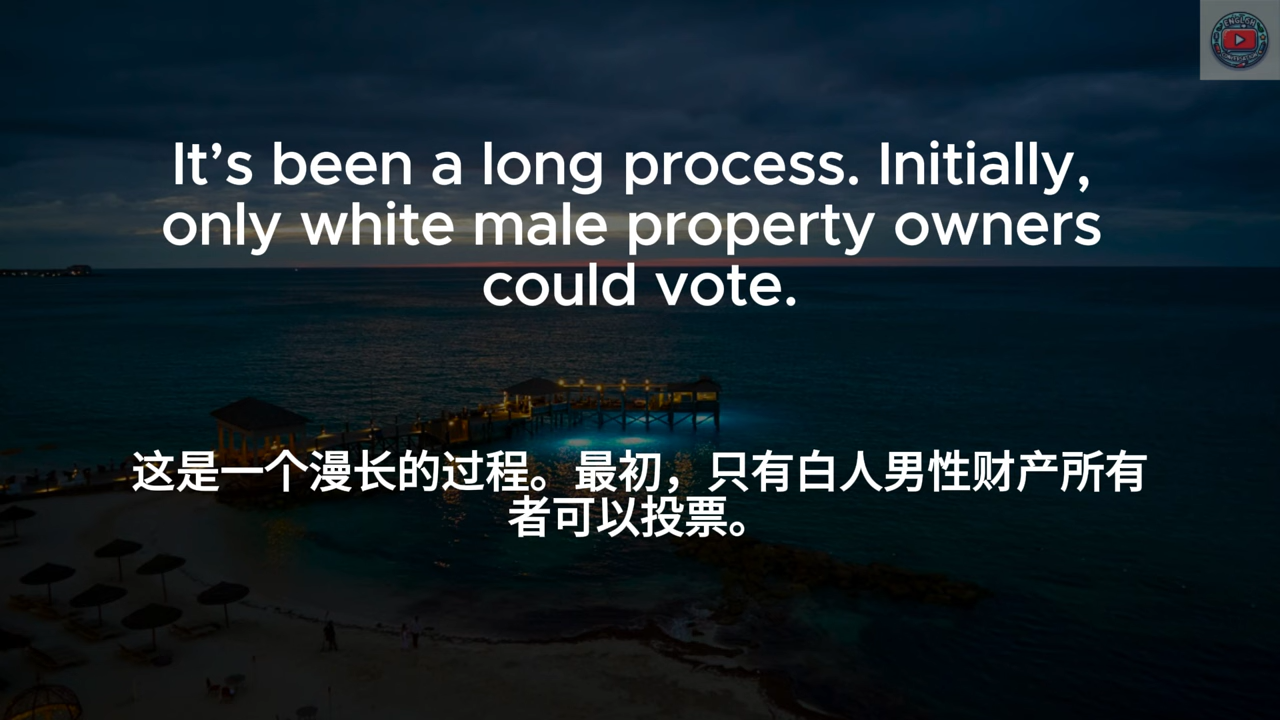 ENGLISH
CONVERSATION
It’s been a long process. Initially,
only white male property owners
could vote.
这是一个漫长的过程。最初，只有白人男性财产所有
者可以投票。